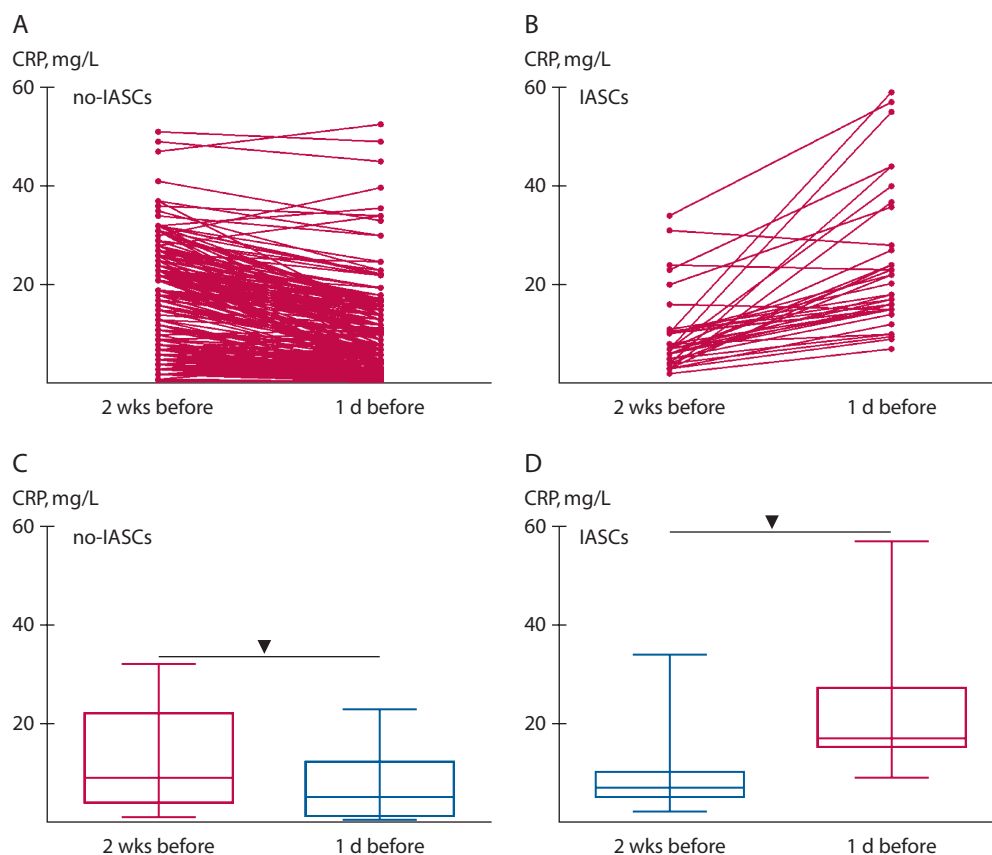 A
CRP, mg/L
60
no-IASCs
40
20
2 wks before
1 d before
B
CRP, mg/L
60
IASCs
40
20
2 wks before
1 d before
C
CRP, mg/L
60
no-IASCs
40
20
2 wks before
1 d before
D
CRP, mg/L
60
IASCs
40
20
2 wks before
1 d before